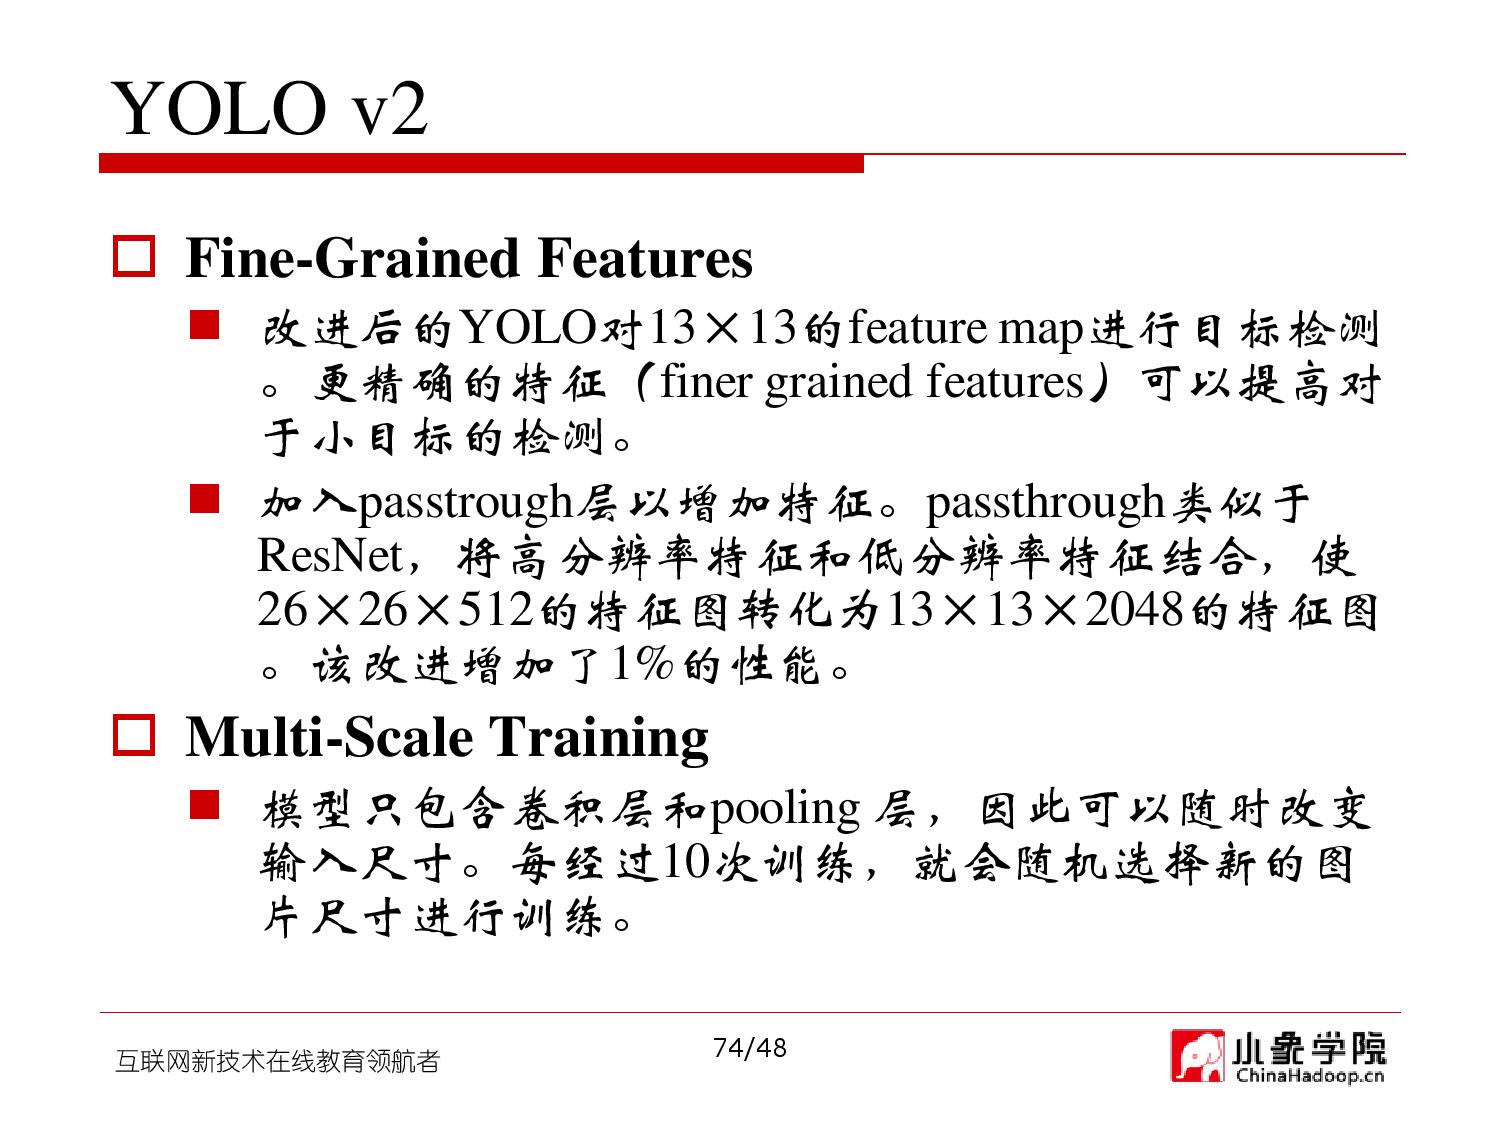 YOLO v2
Fine-Grained Features
改进后的YOLO对13×13的feature map进行目标检测
。更精确的特征（finer grained features）可以提高对
于小目标的检测。
加入passtrough层以增加特征。passthrough类似于
ResNet，将高分辨率特征和低分辨率特征结合，使
26×26×512的特征图转化为13×13×2048的特征图
。该改进增加了1%的性能。
Multi-Scale Training
模型只包含卷积层和pooling 层，因此可以随时改变
输入尺寸。每经过10次训练，就会随机选择新的图
片尺寸进行训练。
互联网新技术在线教育领航者
74/48
小象学院
ChinaHadoop.cn